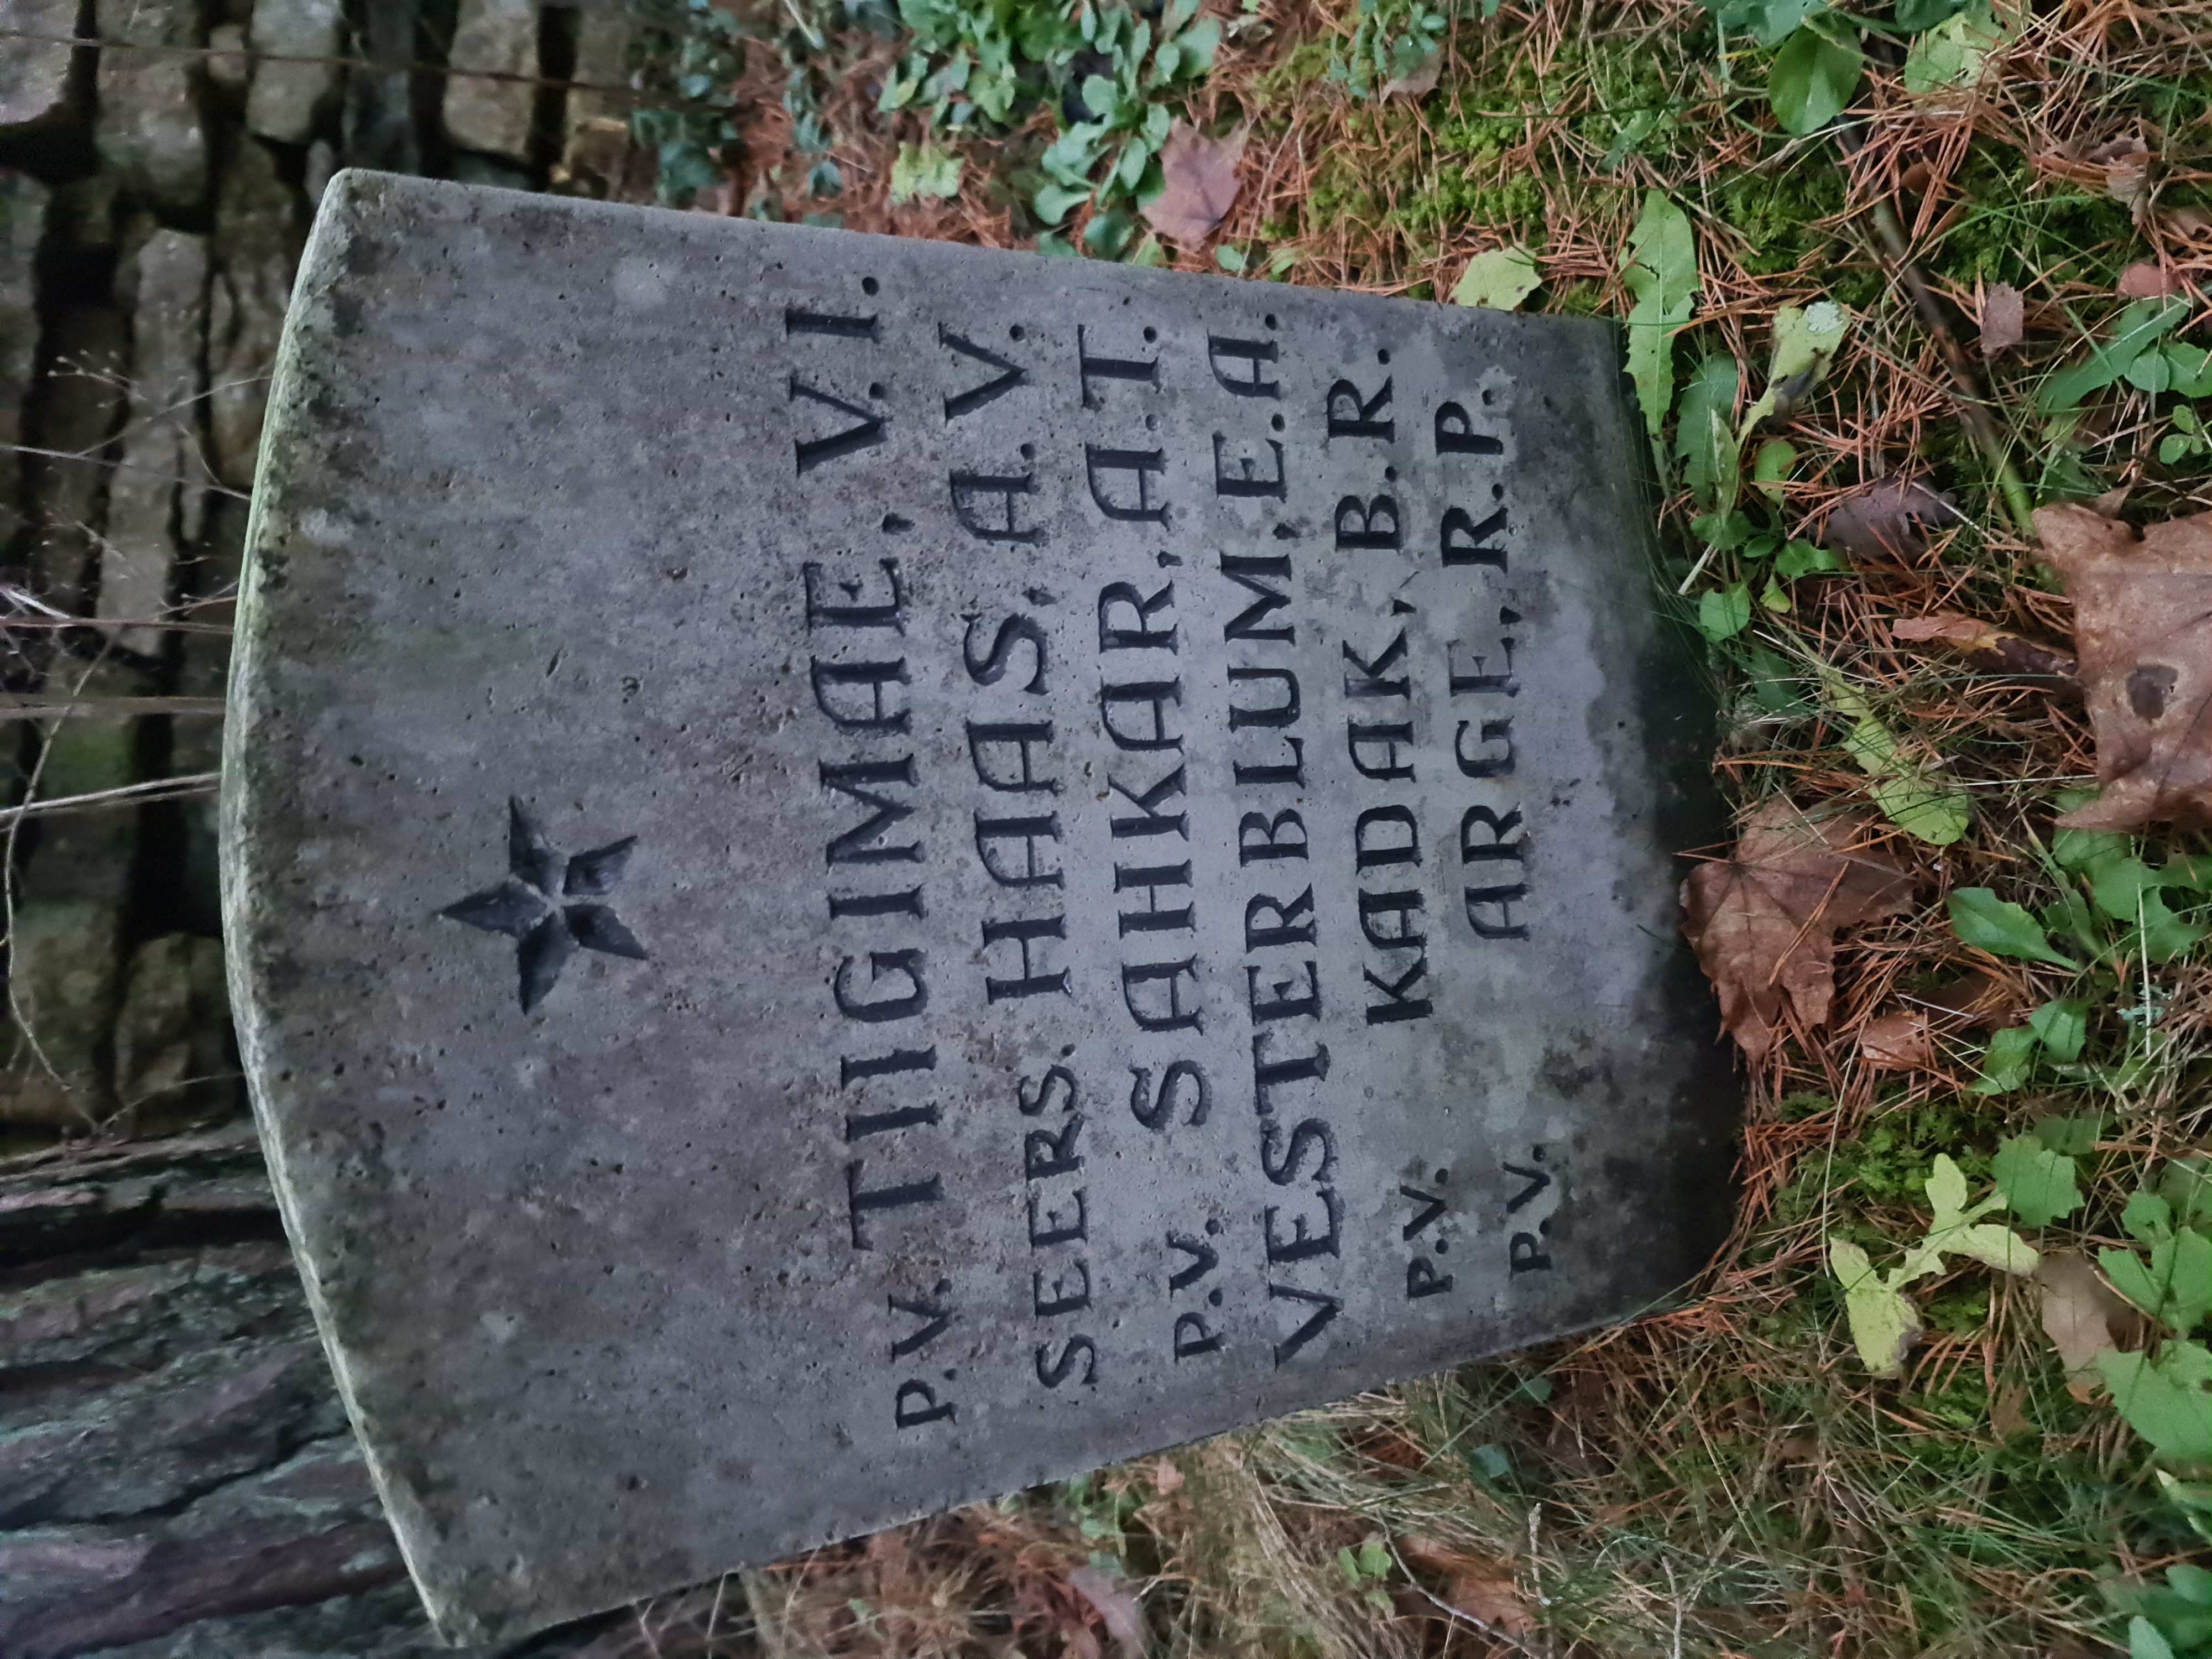 P.V. TIIGIMAE, V.I.
SEERS. HAAS, A.V.
P.V. SAHKAR, A.T.
VESTERBLUM, E.A.
P.V. KADAK, B.R.
P.V. ARGE, R.P.